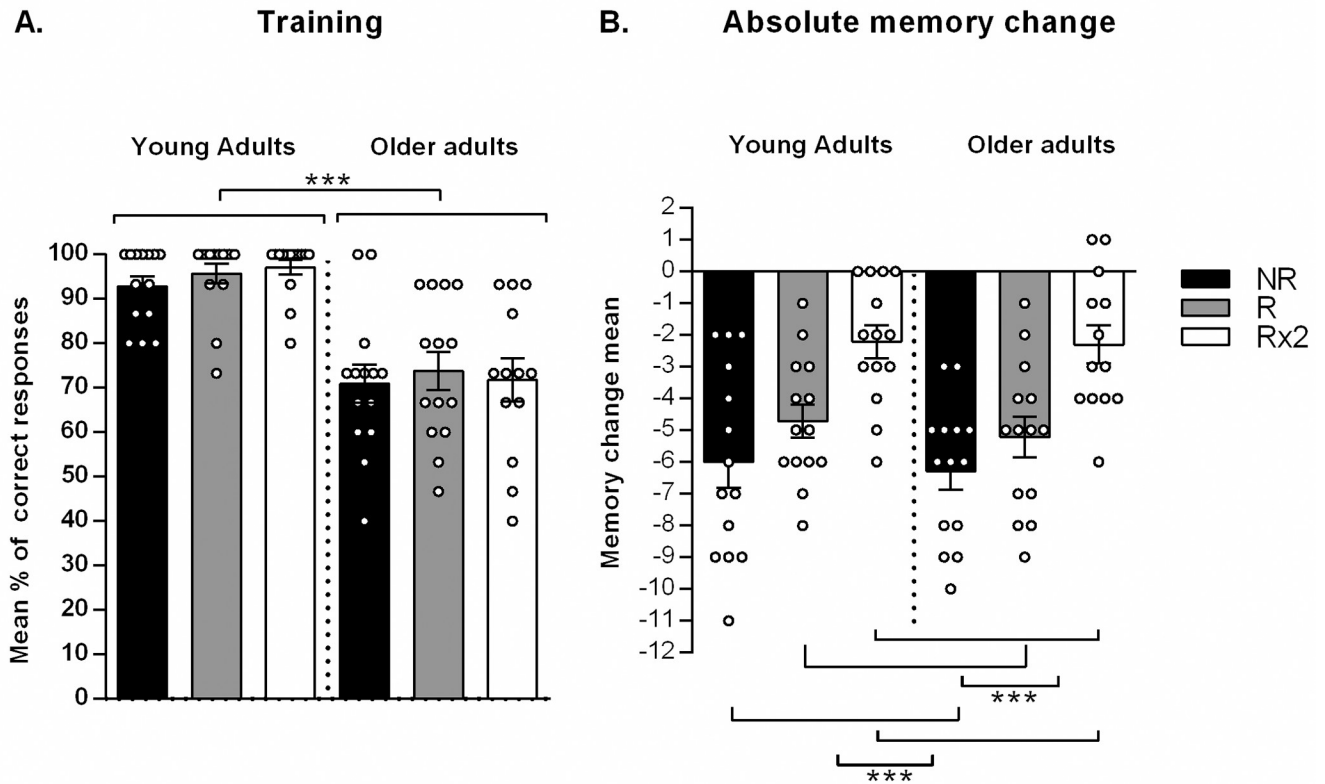 A.
Training
B.
Absolute memory change
Young Adults
Older adults
***
Mean % of correct responses
100
90
80
70
60
50
40
30
20
10
0
Young Adults
Older adults
Memory change mean
2
1
0
-1
-2
-3
-4
-5
-6
-7
-8
-9
-10
-11
-12
***
***
NR
R
Rx2